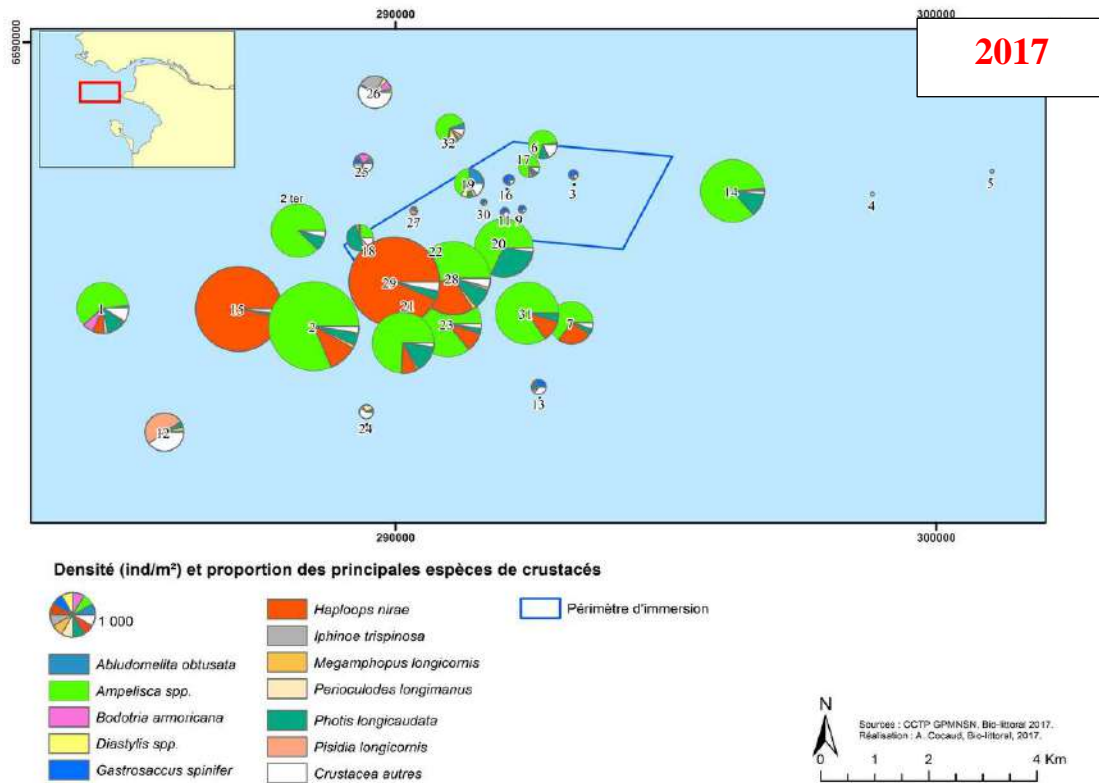 290000
300000
2017
6690000
26
32
6
17
25
19
16
3
14
5
4
2 ter
27
30
11
9
18
20
22
28
29
1
15
21
2
23
31
7
13
12
24
290000
300000
Densité (ind/m²) et proportion des principales espèces de crustacés
1 000
Abludomelita obtusata
Ampelisca spp.
Bodotria armoricana
Diastylis spp.
Gastrosaccus spinifer
Haploops nirae
Iphinoe trispinosa
Megamphopus longicornis
Perioculodes longimanus
Photis longicaudata
Pisidia longicornis
Crustacea autres
Périmètre d'immersion
N
Sources : CCTP GPMNSN, Bio-littoral 2017.
Réalisation : A. Cocaud, Bio-littoral, 2017.
0 1 2 4 Km